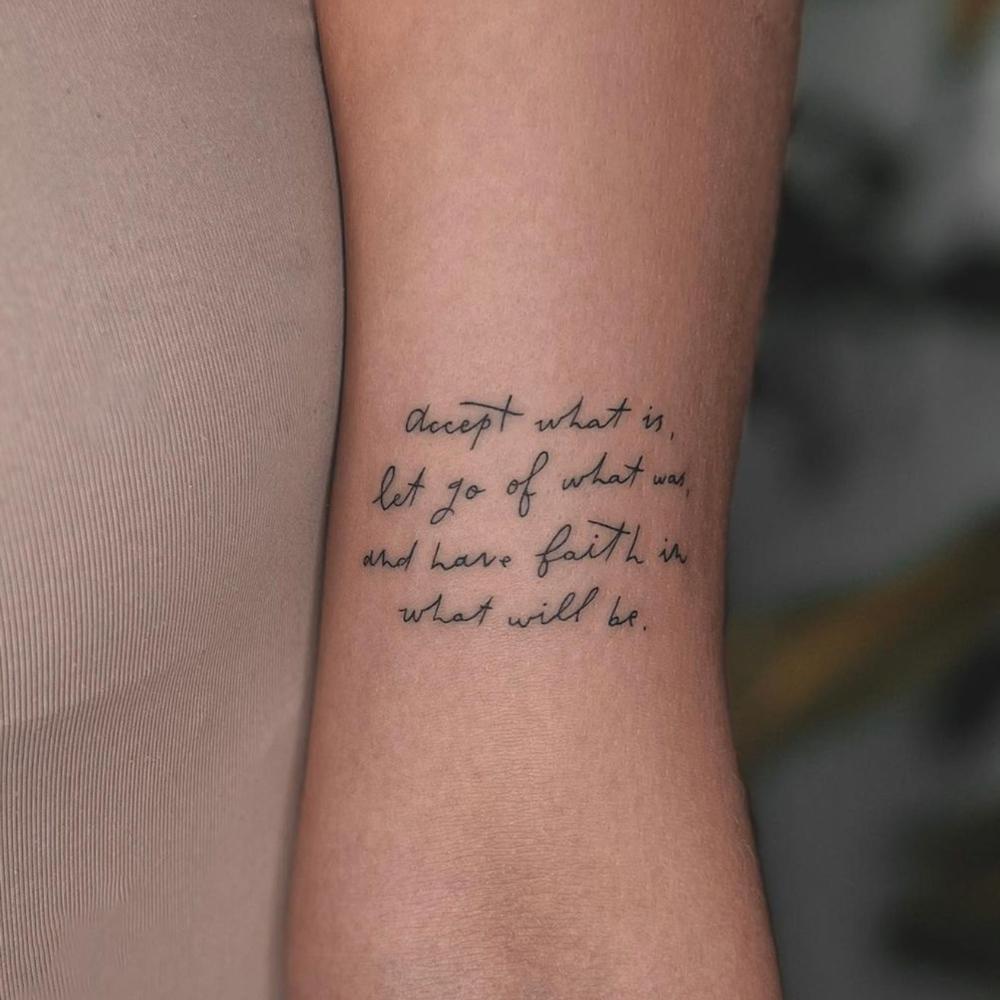 accept what is,
let go of what was,
and have faith in
what will be.